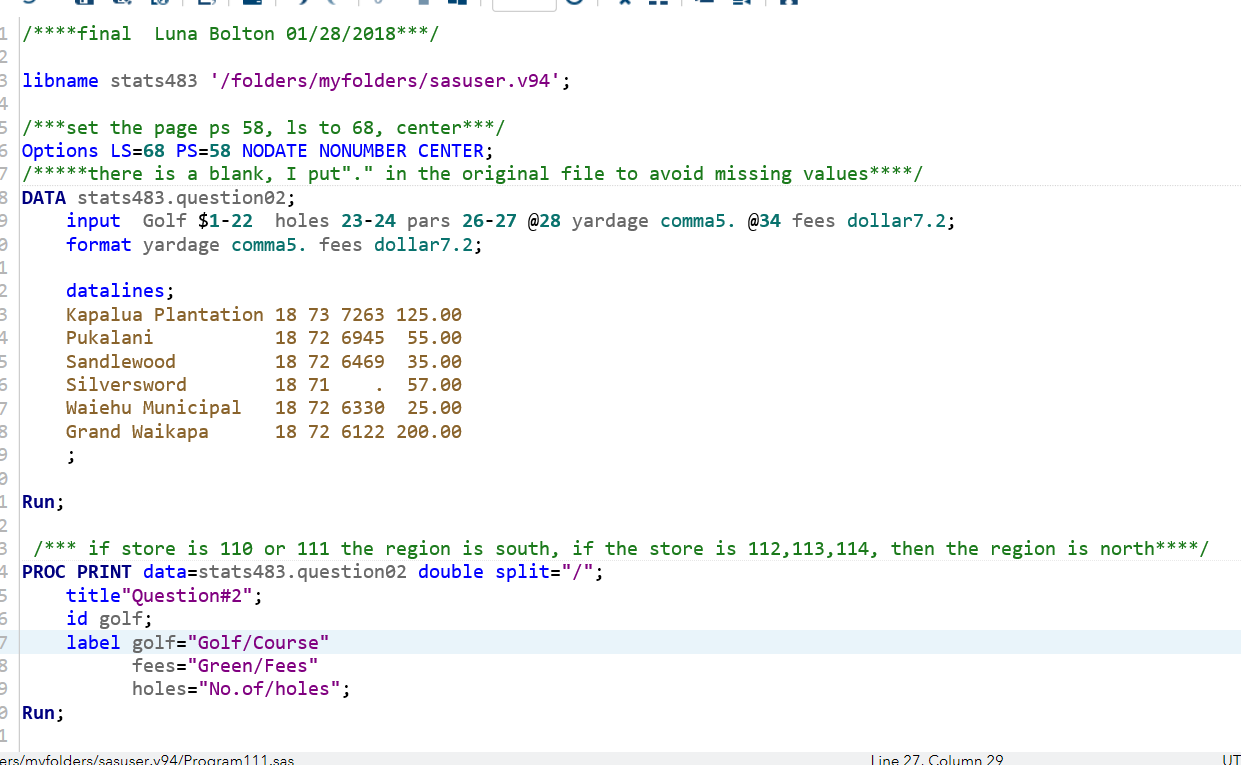 1 /****final  Luna Bolton 01/28/2018***/
2
3 libname stats483 '/folders/myfolders/sasuser.v94';
4
5 /***set the page ps 58, ls to 68, center***/
6 Options LS=68 PS=58 NODATE NONUMBER CENTER;
7 /*****there is a blank, I put"." in the original file to avoid missing values****/
8 DATA stats483.question02;
9     input  Golf $1-22  holes 23-24 pars 26-27 @28 yardage comma5. @34 fees dollar7.2;
0     format yardage comma5. fees dollar7.2;
1
2     datalines;
3     Kapalua Plantation 18 73 7263 125.00
4     Pukalani           18 72 6945  55.00
5     Sandlewood         18 72 6469  35.00
6     Silversword        18 71    .  57.00
7     Waiehu Municipal   18 72 6330  25.00
8     Grand Waikapa      18 72 6122 200.00
9     ;
0
1 Run;
2
3  /*** if store is 110 or 111 the region is south, if the store is 112,113,114, then the region is north****/
4 PROC PRINT data=stats483.question02 double split="/";
5     title"Question#2";
6     id golf;
7     label golf="Golf/Course"
8           fees="Green/Fees"
9           holes="No.of/holes";
0 Run;
1
ers/myfolders/sasuser.v94/Program111.sas Line 27, Column 29 UT